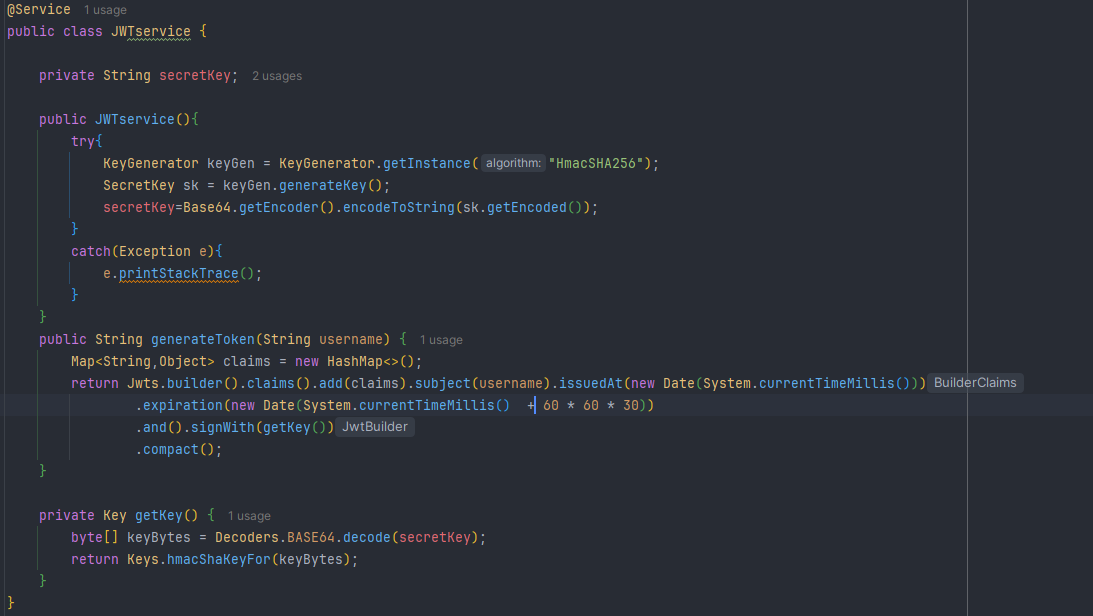 @Service 1 usage
public class JWTservice {
private String secretKey; 2 usages
public JWTservice(){
try{
KeyGenerator keyGen = KeyGenerator.getInstance( algorithm: "HmacSHA256");
SecretKey sk = keyGen.generateKey();
secretKey=Base64.getEncoder().encodeToString(sk.getEncoded());
}
catch(Exception e){
e.printStackTrace();
}
}
public String generateToken(String username) { 1 usage
Map<String,Object> claims = new HashMap<>();
return Jwts.builder().claims().add(claims).subject(username).issuedAt(new Date(System.currentTimeMillis())) BuilderClaims
.expiration(new Date(System.currentTimeMillis() + 60 * 60 * 30))
.and().signWith(getKey()) JwtBuilder
.compact();
}
private Key getKey() { 1 usage
byte[] keyBytes = Decoders.BASE64.decode(secretKey);
return Keys.hmacShaKeyFor(keyBytes);
}
}